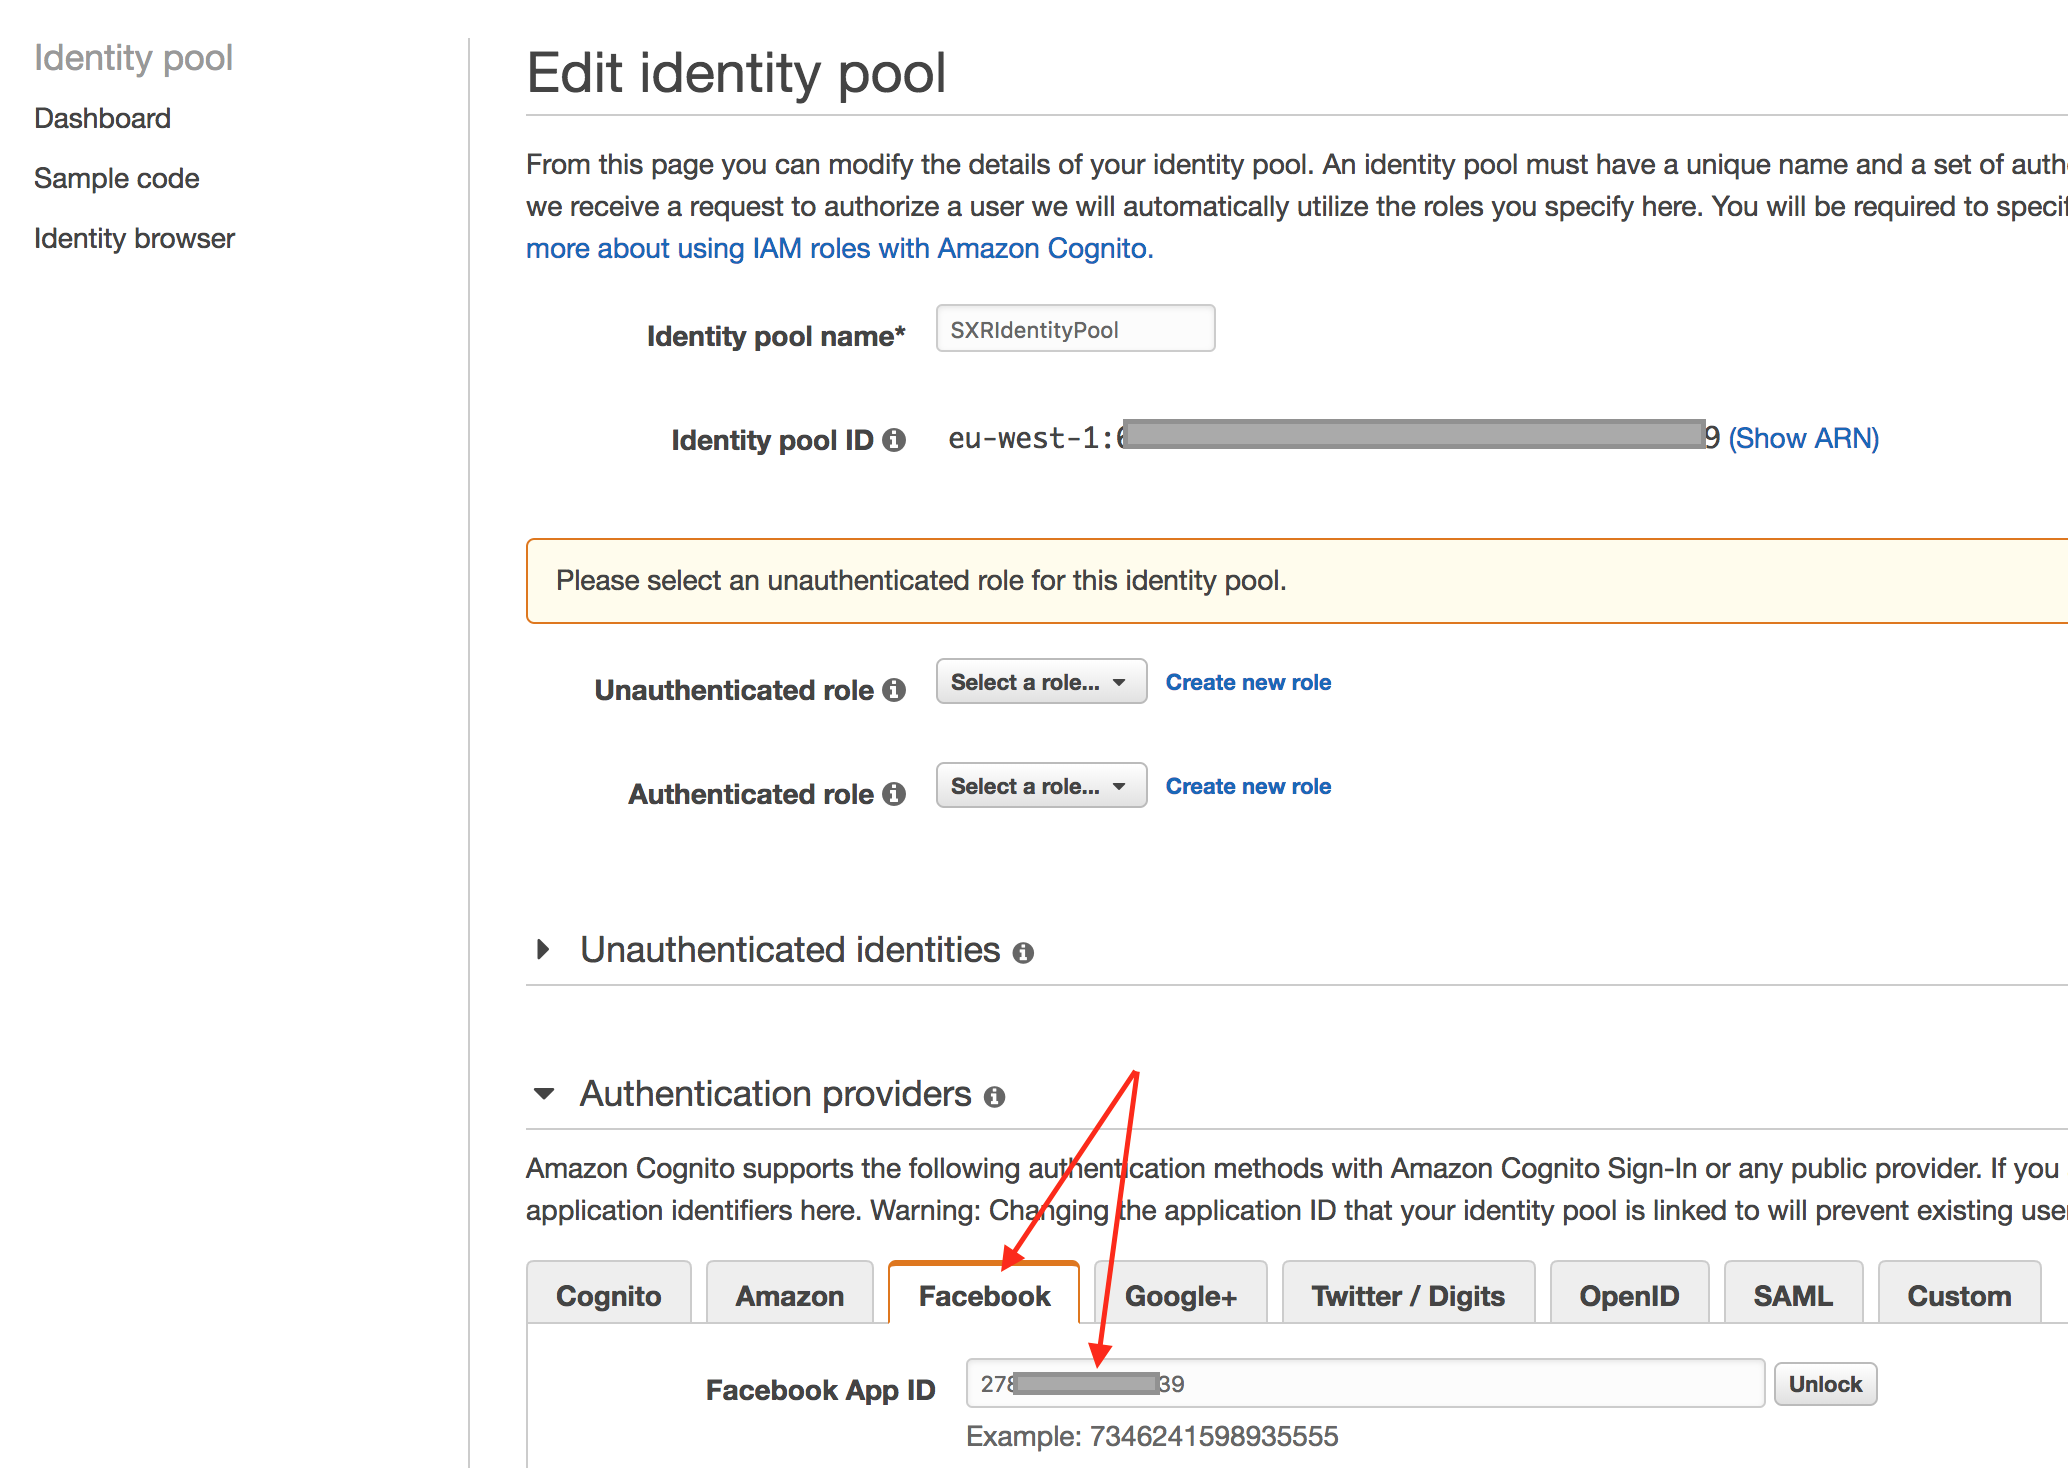 Identity pool
Dashboard
Sample code
Identity browser
Edit identity pool
From this page you can modify the details of your identity pool. An identity pool must have a unique name and a set of
we receive a request to authorize a user we will automatically utilize the roles you specify here. You will be required to
more about using IAM roles with Amazon Cognito.
Identity pool name* SXRIdentityPool
Identity pool ID eu-west-1: 9 (Show ARN)
Please select an unauthenticated role for this identity pool.
Unauthenticated role Select a role... Create new role
Authenticated role Select a role... Create new role
Unauthenticated identities
Authentication providers
Amazon Cognito supports the following authentication methods with Amazon Cognito Sign-In or any public provider. If you
application identifiers here. Warning: Changing the application ID that your identity pool is linked to will prevent existing
Cognito Amazon Facebook Google+ Twitter / Digits OpenID SAML Custom
Facebook App ID 278 39 Unlock
Example: 7346241598935555